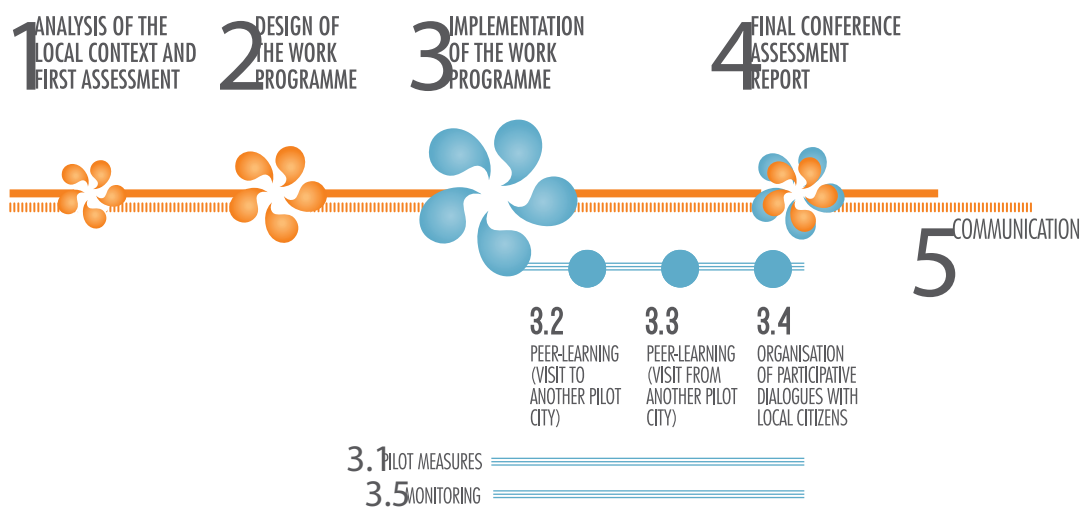 1 ANALYSIS OF THE
LOCAL CONTEXT AND
FIRST ASSESSMENT
2 DESIGN OF
THE WORK
PROGRAMME
3 IMPLEMENTATION
OF THE WORK
PROGRAMME
4 FINAL CONFERENCE
ASSESSMENT
REPORT
5 COMMUNICATION
3.2
PEER-LEARNING
(VISIT TO
ANOTHER PILOT
CITY)
3.3
PEER-LEARNING
(VISIT FROM
ANOTHER PILOT
CITY)
3.4
ORGANISATION
OF PARTICIPATIVE
DIALOGUES WITH
LOCAL CITIZENS
3.1 PILOT MEASURES
3.5 MONITORING